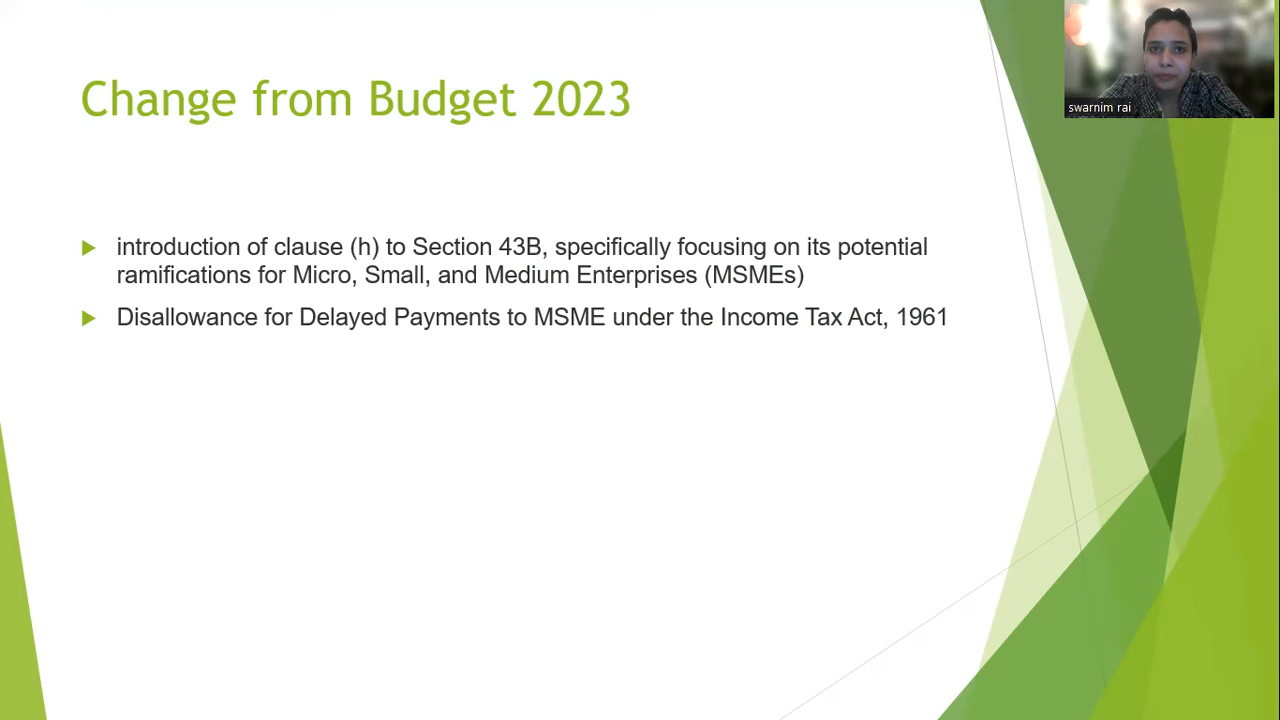 Change from Budget 2023
introduction of clause (h) to Section 43B, specifically focusing on its potential
ramifications for Micro, Small, and Medium Enterprises (MSMEs)
Disallowance for Delayed Payments to MSME under the Income Tax Act, 1961
swarnim rai